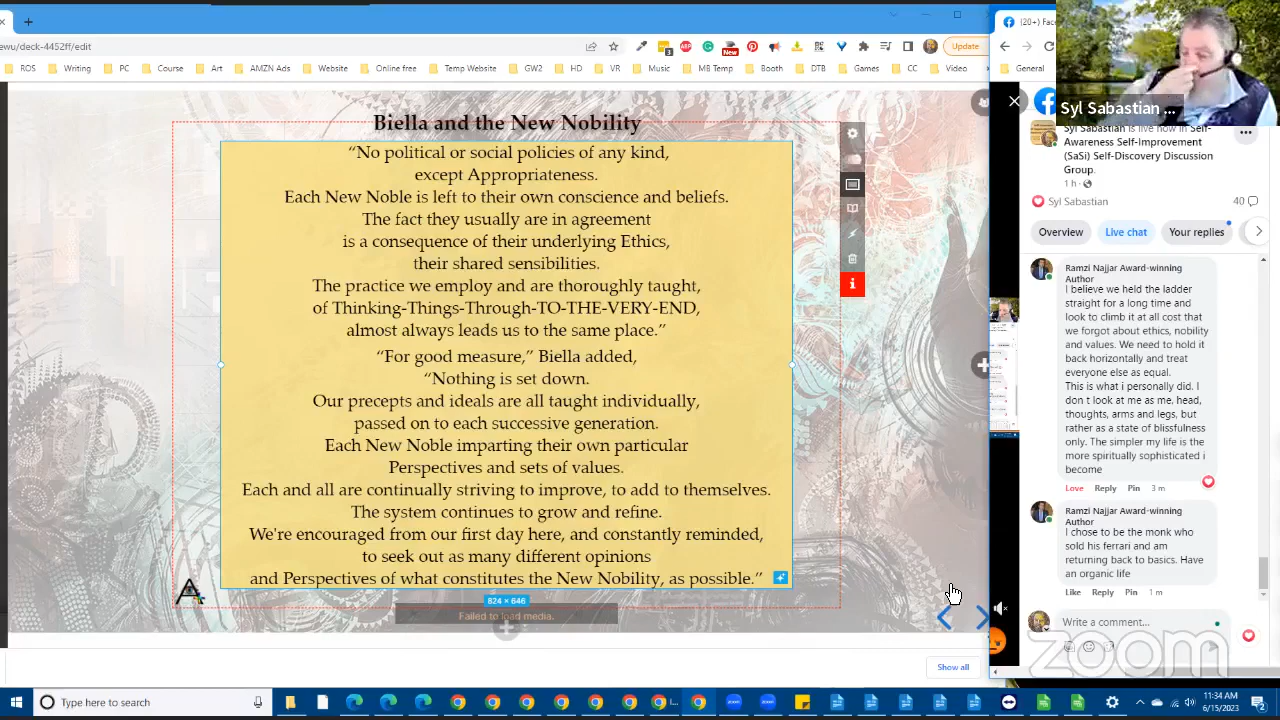 ewu/deck-4452ff/edit
Update
ROS
Writing
PC
Course
Art
AMZN Ads
Website
Online free
Temp Website
GW2
HD
VR
Music
MB Temp
Booth
DTB
Games
CC
Video
Biella and the New Nobility
“No political or social policies of any kind,
except Appropriateness.
Each New Noble is left to their own conscience and beliefs.
The fact they usually are in agreement
is a consequence of their underlying Ethics,
their shared sensibilities.
The practice we employ and are thoroughly taught,
of Thinking-Things-Through-TO-THE-VERY-END,
almost always leads us to the same place.”
“For good measure,” Biella added,
“Nothing is set down.
Our precepts and ideals are all taught individually,
passed on to each successive generation.
Each New Noble imparting their own particular
Perspectives and sets of values.
Each and all are continually striving to improve, to add to themselves.
The system continues to grow and refine.
We're encouraged from our first day here, and constantly reminded,
to seek out as many different opinions
and Perspectives of what constitutes the New Nobility, as possible.”
824 × 646
Failed to load media.
Show all
(20+) Fac
General
Syl Sabastian ...
Syl Sabastian is live now in Self-
Awareness Self-Improvement
(SaSi) Self-Discovery Discussion
Group.
1 h
Syl Sabastian
40
Overview
Live chat
Your replies
Ramzi Najjar Award-winning
Author
I believe we held the ladder
straight for a long time and
look to climb it at all cost that
we forgot about ethics, nobility
and values. We need to hold it
back horizontally and treat
everyone else as equal.
This is what i personally did. I
don t look at me as me, head,
thoughts, arms and legs, but
rather as a state of blissfulness
only. The simpler my life is the
more spiritually sophisticated i
become
Love Reply Pin 3 m
Ramzi Najjar Award-winning
Author
I chose to be the monk who
sold his ferrari and am
returning back to basics. Have
an organic life
Like Reply Pin 1 m
Write a comment...
zoom
Type here to search
11:34 AM
6/15/2023
2